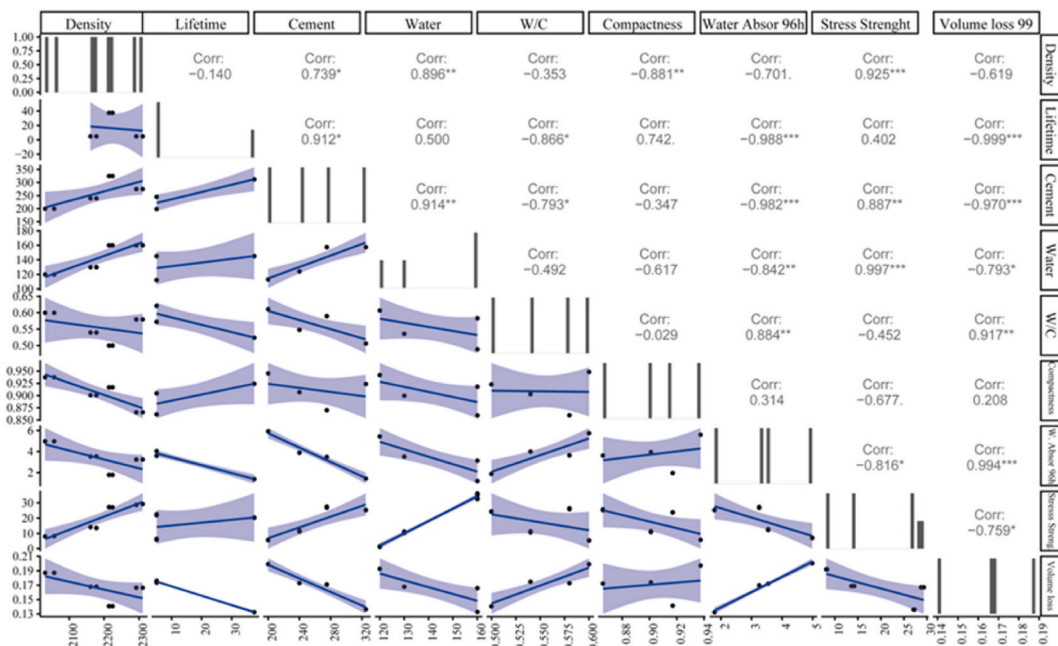 Density Lifetime Cement Water W/C Compactness Water Absor 96h Stress Strenght Volume loss 99
1.00
0.75
0.50
0.25
0.00
Corr: Corr: Corr: Corr: Corr: Corr: Corr: Corr:
−0.140 0.739* 0.896** −0.353 −0.881** −0.701. 0.925*** −0.619
Density
40
20
0
−20
Corr: Corr: Corr: Corr: Corr: Corr: Corr:
0.912* 0.500 −0.866* 0.742. −0.988*** 0.402 −0.999***
Lifetime
350
300
250
200
150
Corr: Corr: Corr: Corr: Corr: Corr:
0.914** −0.793* −0.347 −0.982*** 0.887** −0.970***
Cement
180
160
140
120
100
Corr: Corr: Corr: Corr: Corr:
−0.492 −0.617 −0.842** 0.997*** −0.793*
Water
0.65
0.60
0.55
0.50
Corr: Corr: Corr: Corr:
−0.029 0.884** −0.452 0.917**
W/C
0.950
0.925
0.900
0.875
0.850
Corr: Corr: Corr:
0.314 −0.677. 0.208
Compactness
6
4
2
Corr: Corr:
−0.816* 0.994***
W. Absor 96h
30
20
10
0
Corr:
−0.759*
Stresss Streng
0.21
0.19
0.17
0.15
0.13
Volume loss
2100 2200 2300 10 20 30 200 240 280 320 120 130 140 150 160 0.500 0.525 0.550 0.575 0.600 0.88 0.90 0.92 0.94 2 3 4 5 10 15 20 25 30 0.14 0.15 0.16 0.17 0.18 0.19